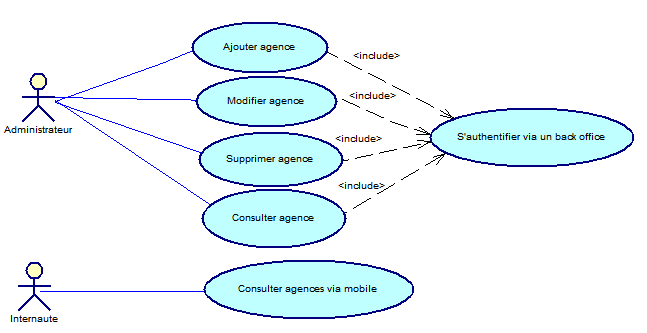 Ajouter agence
<include>
Modifier agence
<include>
Administrateur
S'authentifier via un back office
<include>
Supprimer agence
<include>
Consulter agence
Consulter agences via mobile
Internaute